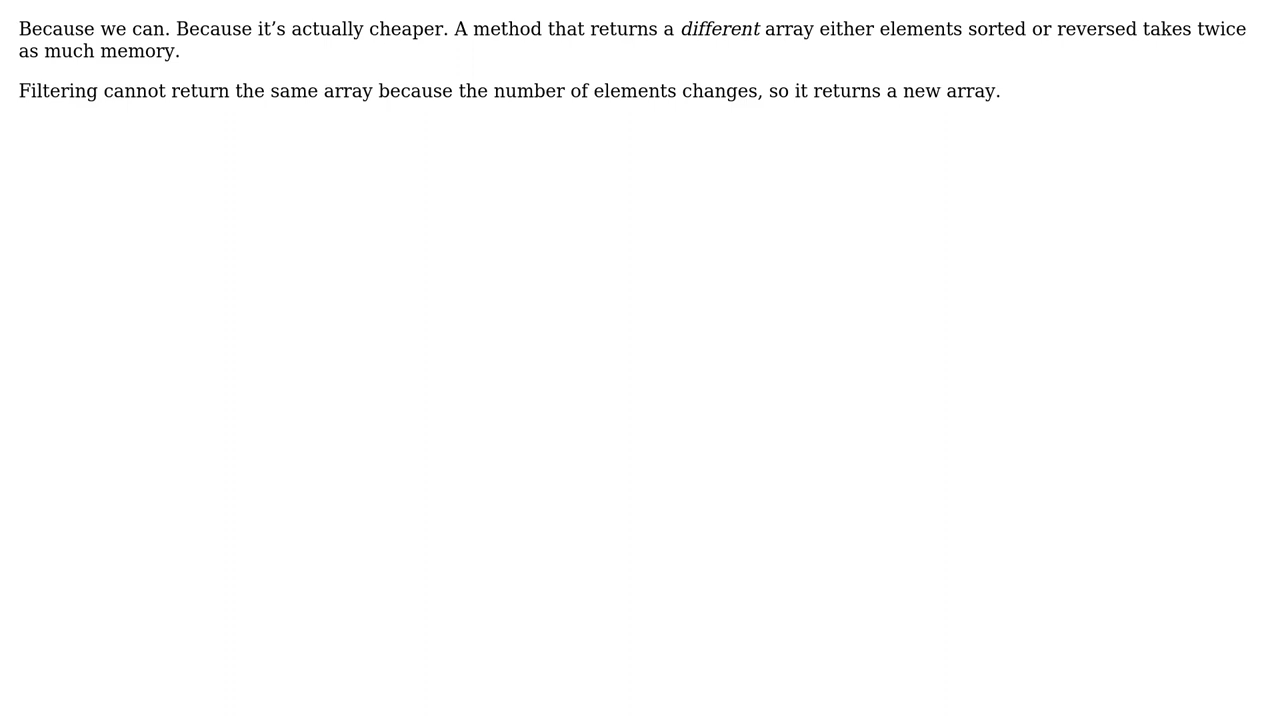 Because we can. Because it’s actually cheaper. A method that returns a different array either elements sorted or reversed takes twice
as much memory.
Filtering cannot return the same array because the number of elements changes, so it returns a new array.